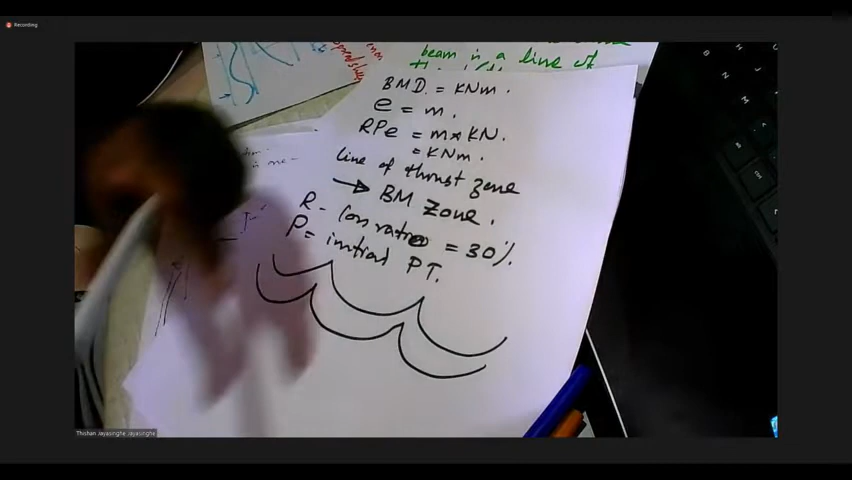 Recording
beam is a line of
BMD. = KNm.
e = m.
RPe = m x KN.
= KNm.
line of thrust zone
→ BM zone.
R - loss ratio = 30%.
P = initial PT.
Thishan Jayasinghe Jayasinghe